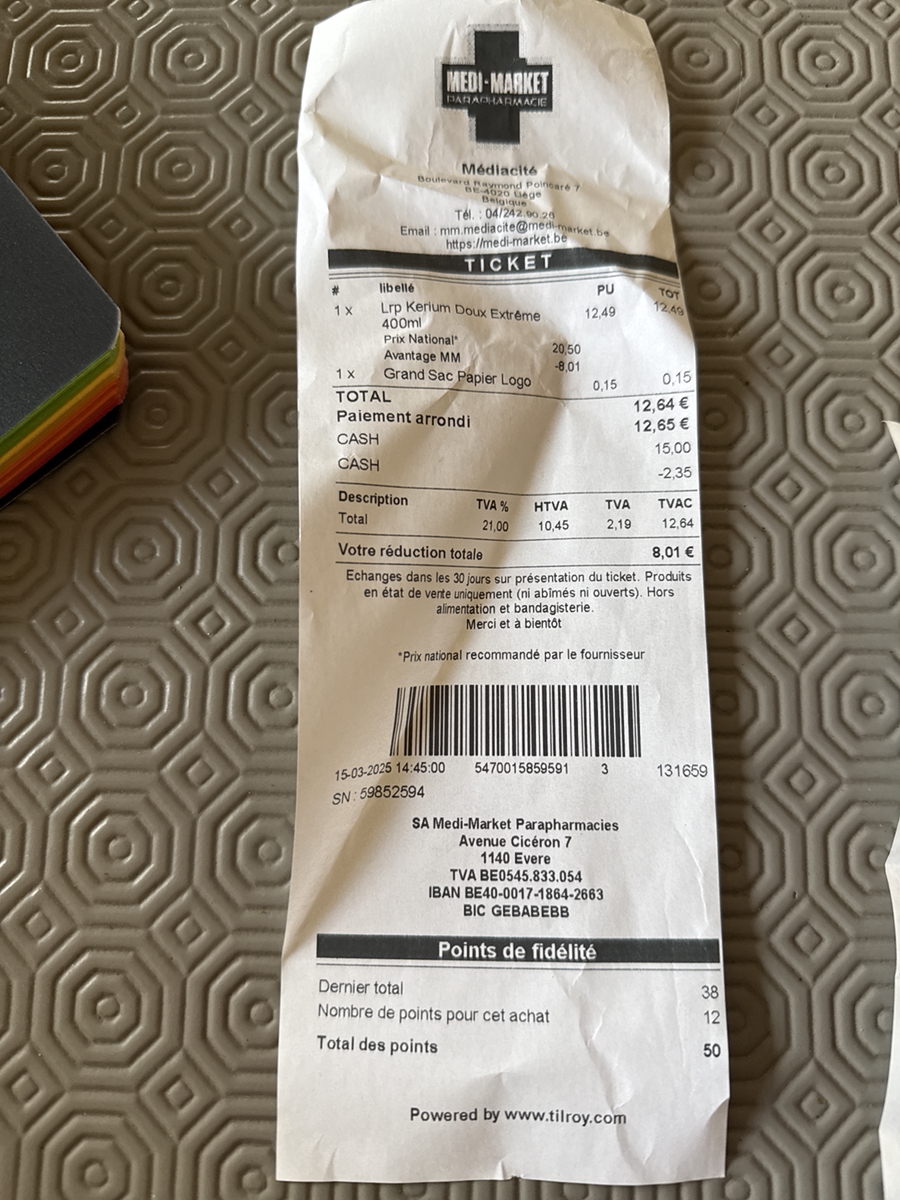 MEDI-MARKET
PARAPHARMACIE
Médiacité
Boulevard Raymond Poincaré 7
BE-4020 Liège
Belgique
Tél. : 04/242.90.26
Email : mm.mediacite@medi-market.be
https://medi-market.be
TICKET
# libellé PU TOT
1 x Lrp Kerium Doux Extrême 12,49 12,49
400ml
Prix National* 20,50
Avantage MM -8,01
1 x Grand Sac Papier Logo 0,15 0,15
TOTAL 12,64 €
Paiement arrondi 12,65 €
CASH 15,00
CASH -2,35
Description TVA % HTVA TVA TVAC
Total 21,00 10,45 2,19 12,64
Votre réduction totale 8,01 €
Echanges dans les 30 jours sur présentation du ticket. Produits
en état de vente uniquement (ni abîmés ni ouverts). Hors
alimentation et bandagisterie.
Merci et à bientôt
*Prix national recommandé par le fournisseur
15-03-2025 14:45:00 5470015859591 3 131659
SN : 59852594
SA Medi-Market Parapharmacies
Avenue Cicéron 7
1140 Evere
TVA BE0545.833.054
IBAN BE40-0017-1864-2663
BIC GEBABEBB
Points de fidélité
Dernier total 38
Nombre de points pour cet achat 12
Total des points 50
Powered by www.tilroy.com